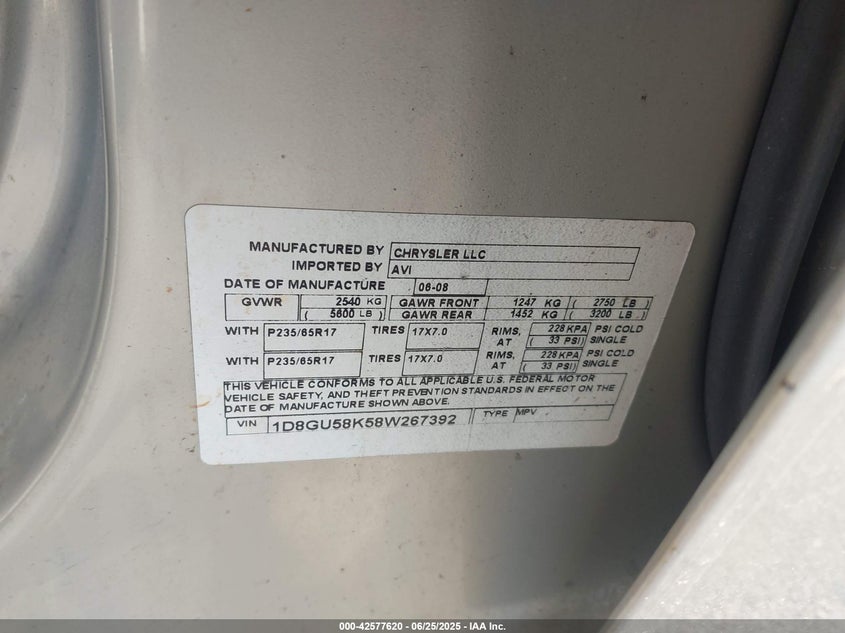 MANUFACTURED BY CHRYSLER LLC
IMPORTED BY AVI
DATE OF MANUFACTURE 06-08
GVWR 2540 KG GAWR FRONT 1247 KG ( 2750 LB )
( 5600 LB ) GAWR REAR 1452 KG ( 3200 LB )
WITH P235/65R17 TIRES 17X7.0 RIMS, AT 228 KPA ( 33 PSI) PSI COLD SINGLE
WITH P235/65R17 TIRES 17X7.0 RIMS, AT 228 KPA ( 33 PSI) PSI COLD SINGLE
THIS VEHICLE CONFORMS TO ALL APPLICABLE U.S. FEDERAL MOTOR
VEHICLE SAFETY, AND THEFT PREVENTION STANDARDS IN EFFECT ON THE
DATE OF MANUFACTURE SHOWN ABOVE.
VIN 1D8GU58K58W267392 TYPE MPV
000-42577620 - 06/25/2025 - IAA Inc.